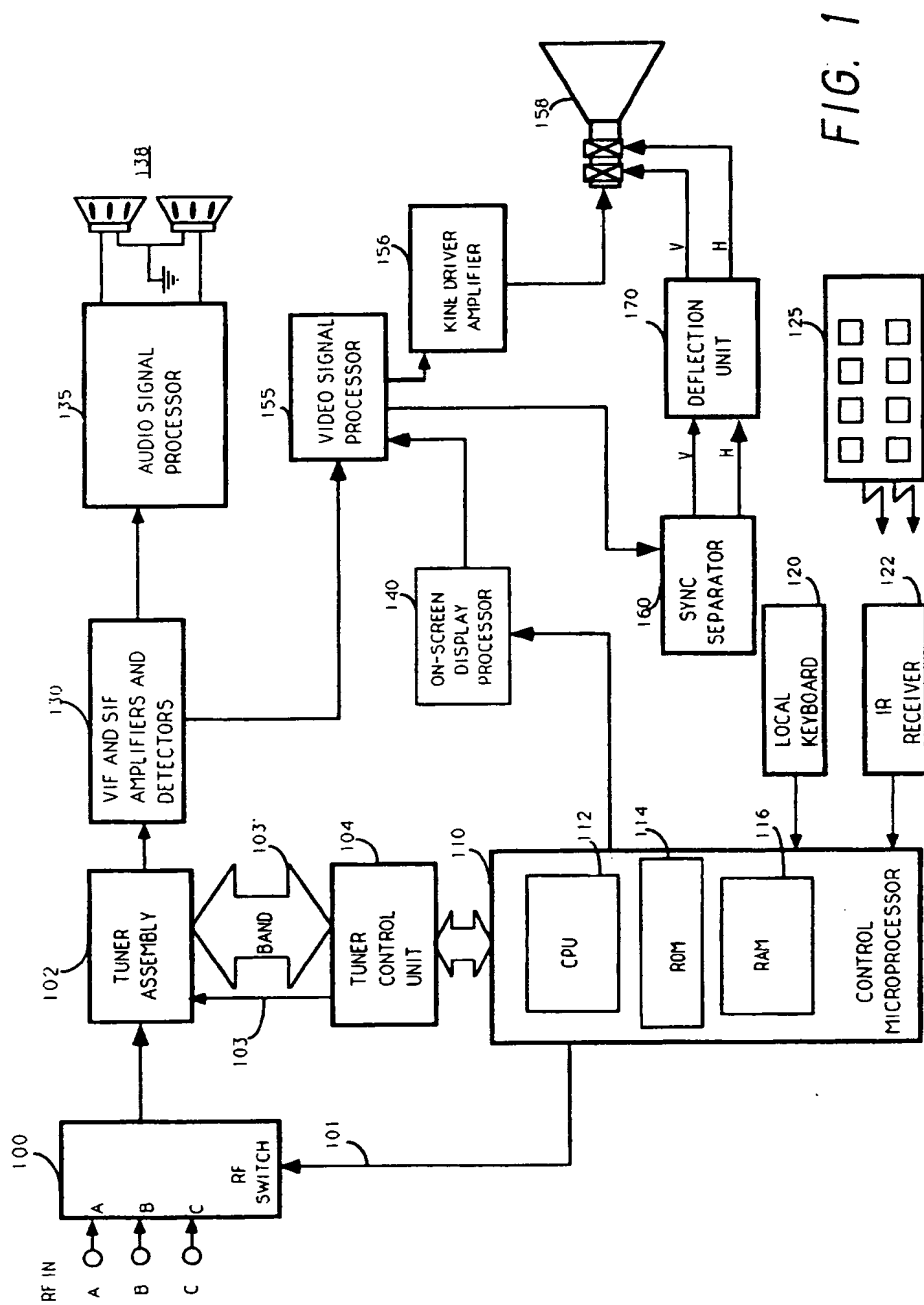 RF IN
A
B
C
A
B
C
RF
SWITCH
100
101
102
TUNER
ASSEMBLY
103
BAND
103'
104
TUNER
CONTROL
UNIT
110
CPU
112
ROM
114
RAM
116
CONTROL
MICROPROCESSOR
LOCAL
KEYBOARD
120
IR
RECEIVER
122
125
130
VIF AND SIF
AMPLIFIERS AND
DETECTORS
135
AUDIO SIGNAL
PROCESSOR
138
140
ON-SCREEN
DISPLAY
PROCESSOR
155
VIDEO SIGNAL
PROCESSOR
156
KINE DRIVER
AMPLIFIER
158
160
SYNC
SEPARATOR
V
H
170
DEFLECTION
UNIT
V
H
FIG. 1